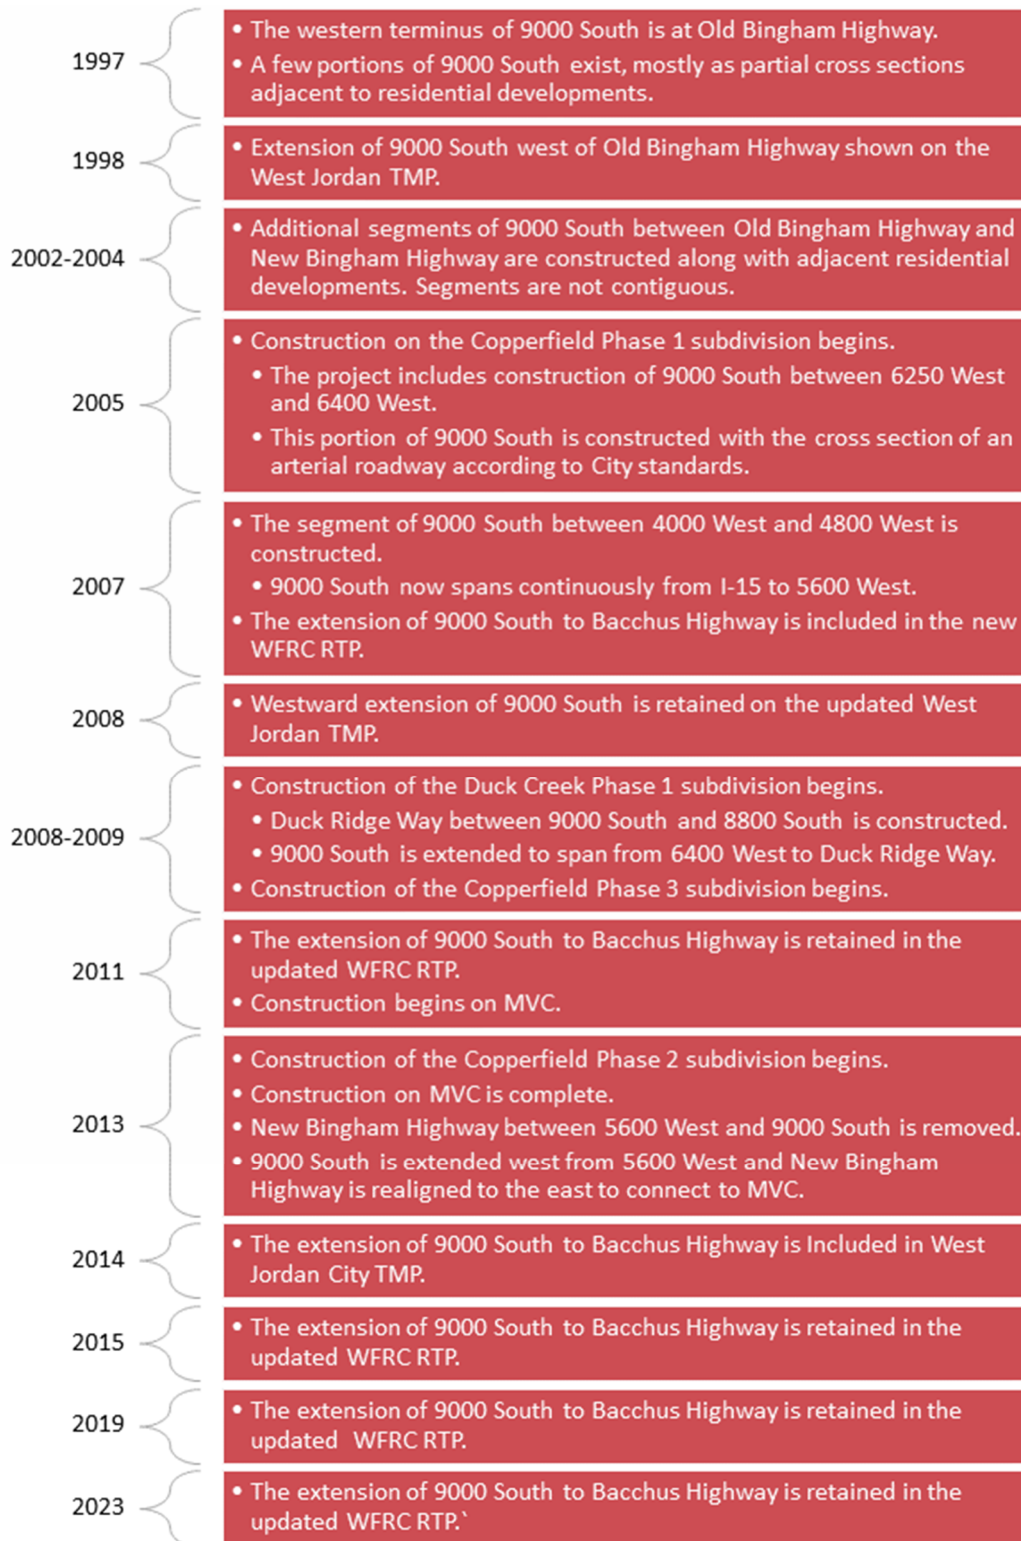 1997
• The western terminus of 9000 South is at Old Bingham Highway.
• A few portions of 9000 South exist, mostly as partial cross sections
adjacent to residential developments.
1998
• Extension of 9000 South west of Old Bingham Highway shown on the
West Jordan TMP.
2002-2004
• Additional segments of 9000 South between Old Bingham Highway and
New Bingham Highway are constructed along with adjacent residential
developments. Segments are not contiguous.
2005
• Construction on the Copperfield Phase 1 subdivision begins.
• The project includes construction of 9000 South between 6250 West
and 6400 West.
• This portion of 9000 South is constructed with the cross section of an
arterial roadway according to City standards.
2007
• The segment of 9000 South between 4000 West and 4800 West is
constructed.
• 9000 South now spans continuously from I-15 to 5600 West.
• The extension of 9000 South to Bacchus Highway is included in the new
WFRC RTP.
2008
• Westward extension of 9000 South is retained on the updated West
Jordan TMP.
2008-2009
• Construction of the Duck Creek Phase 1 subdivision begins.
• Duck Ridge Way between 9000 South and 8800 South is constructed.
• 9000 South is extended to span from 6400 West to Duck Ridge Way.
• Construction of the Copperfield Phase 3 subdivision begins.
2011
• The extension of 9000 South to Bacchus Highway is retained in the
updated WFRC RTP.
• Construction begins on MVC.
2013
• Construction of the Copperfield Phase 2 subdivision begins.
• Construction on MVC is complete.
• New Bingham Highway between 5600 West and 9000 South is removed.
• 9000 South is extended west from 5600 West and New Bingham
Highway is realigned to the east to connect to MVC.
2014
• The extension of 9000 South to Bacchus Highway is Included in West
Jordan City TMP.
2015
• The extension of 9000 South to Bacchus Highway is retained in the
updated WFRC RTP.
2019
• The extension of 9000 South to Bacchus Highway is retained in the
updated WFRC RTP.
2023
• The extension of 9000 South to Bacchus Highway is retained in the
updated WFRC RTP.`